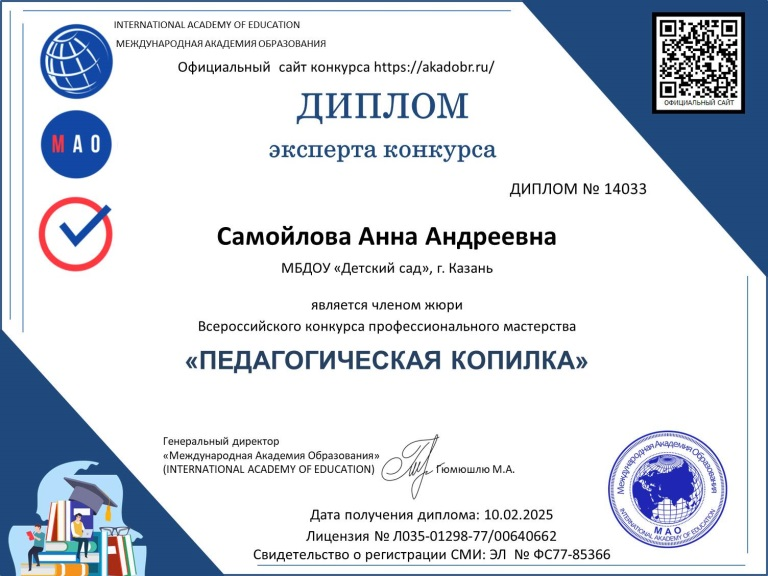 INTERNATIONAL ACADEMY OF EDUCATION
МЕЖДУНАРОДНАЯ АКАДЕМИЯ ОБРАЗОВАНИЯ
Официальный сайт конкурса https://akadobr.ru/
ОФИЦИАЛЬНЫЙ САЙТ
ДИПЛОМ
МАО
эксперта конкурса
ДИПЛОМ № 14033
Самойлова Анна Андреевна
МБДОУ «Детский сад», г. Казань
является членом жюри
Всероссийского конкурса профессионального мастерства
«ПЕДАГОГИЧЕСКАЯ КОПИЛКА»
Генеральный директор
«Международная Академия Образования»
(INTERNATIONAL ACADEMY OF EDUCATION) Гюмюшлю М.А.
Международная Академия Образования
МАО
INTERNATIONAL ACADEMY OF EDUCATION
Дата получения диплома: 10.02.2025
Лицензия № Л035-01298-77/00640662
Свидетельство о регистрации СМИ: ЭЛ № ФС77-85366